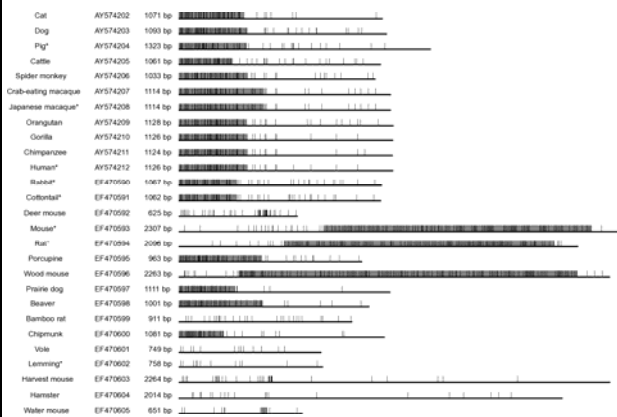 Cat AY574202 1071 bp
Dog AY574203 1093 bp
Pig* AY574204 1323 bp
Cattle AY574205 1061 bp
Spider monkey AY574206 1033 bp
Crab-eating macaque AY574207 1114 bp
Japanese macaque* AY574208 1114 bp
Orangutan AY574209 1128 bp
Gorilla AY574210 1126 bp
Chimpanzee AY574211 1124 bp
Human* AY574212 1126 bp
Rabbit* EF470590 1067 bp
Cottontail* EF470591 1062 bp
Deer mouse EF470592 625 bp
Mouse* EF470593 2307 bp
Rat* EF470594 2096 bp
Porcupine EF470595 963 bp
Wood mouse EF470596 2263 bp
Prairie dog EF470597 1111 bp
Beaver EF470598 1001 bp
Bamboo rat EF470599 911 bp
Chipmunk EF470600 1081 bp
Vole EF470601 749 bp
Lemming* EF470602 758 bp
Harvest mouse EF470603 2264 bp
Hamster EF470604 2014 bp
Water mouse EF470605 651 bp